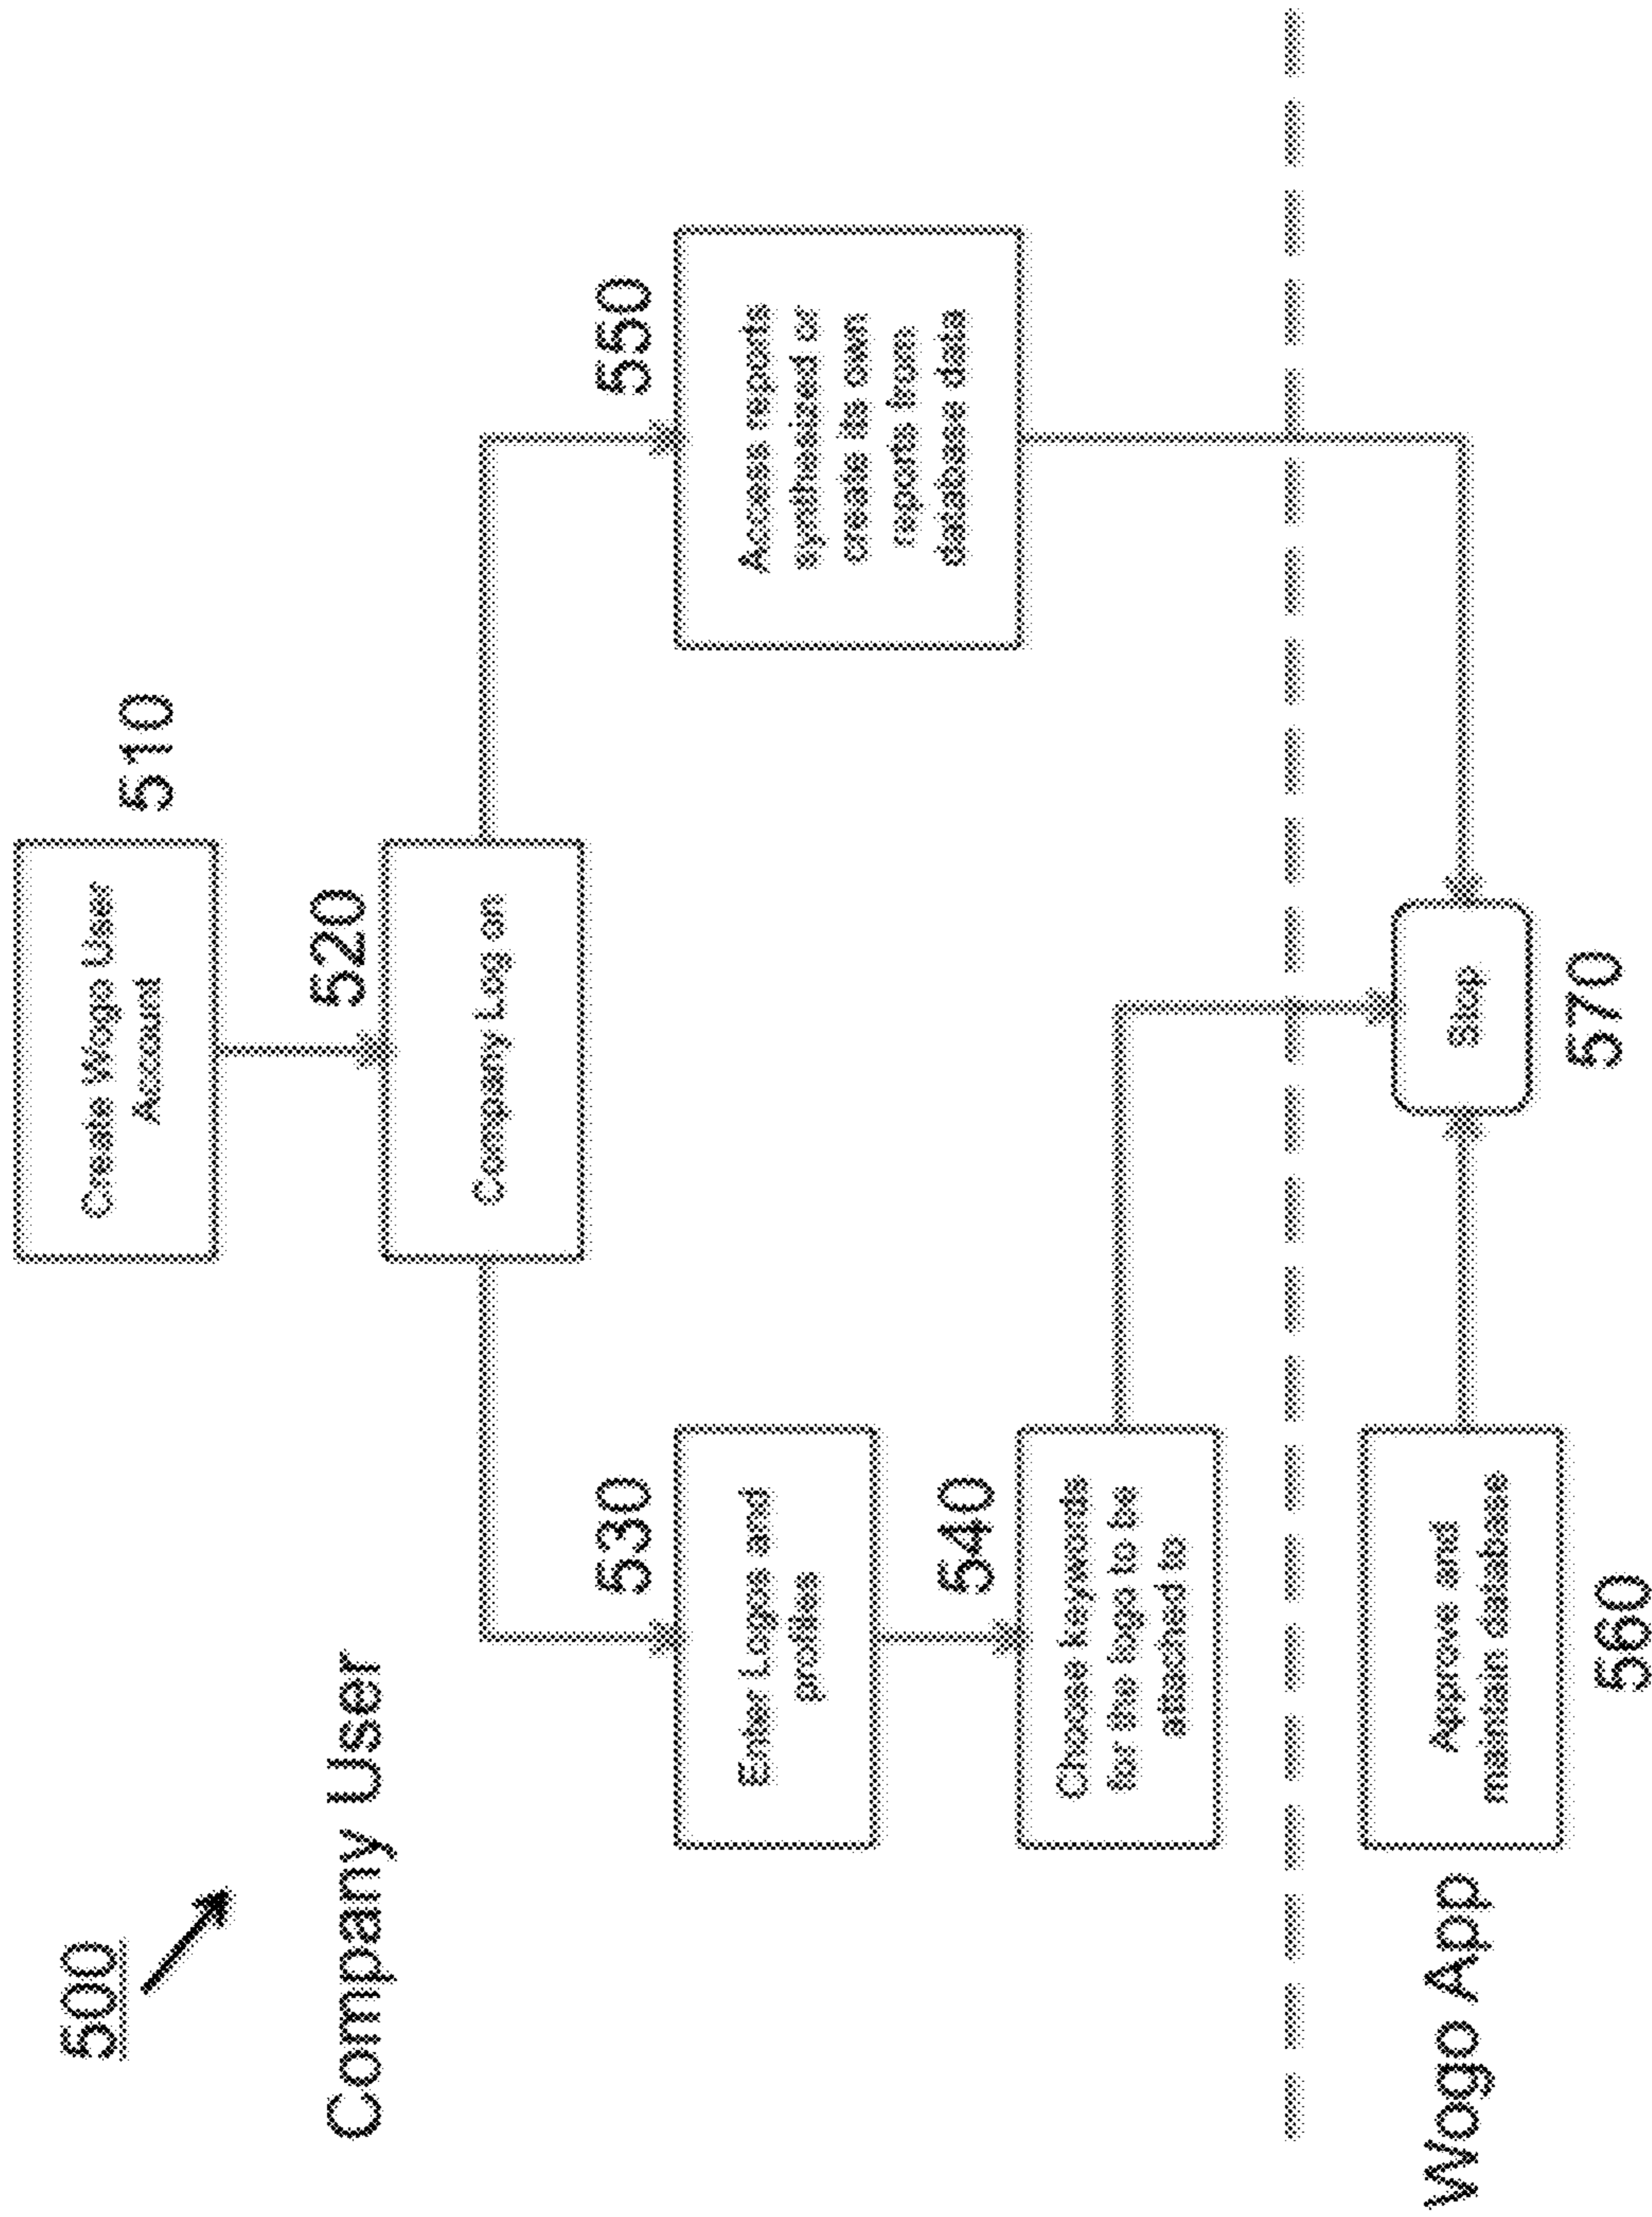 500
Company User
Create Wogo User
Account
510
520
Company Log on
530
Enter Logos and
profiles
540
Choose keywords
for the logo to be
attached to
550
Access reports
synthesized or
create its own
reports from
database data
Wogo App
Approve and
maintain database
560
Stop
570